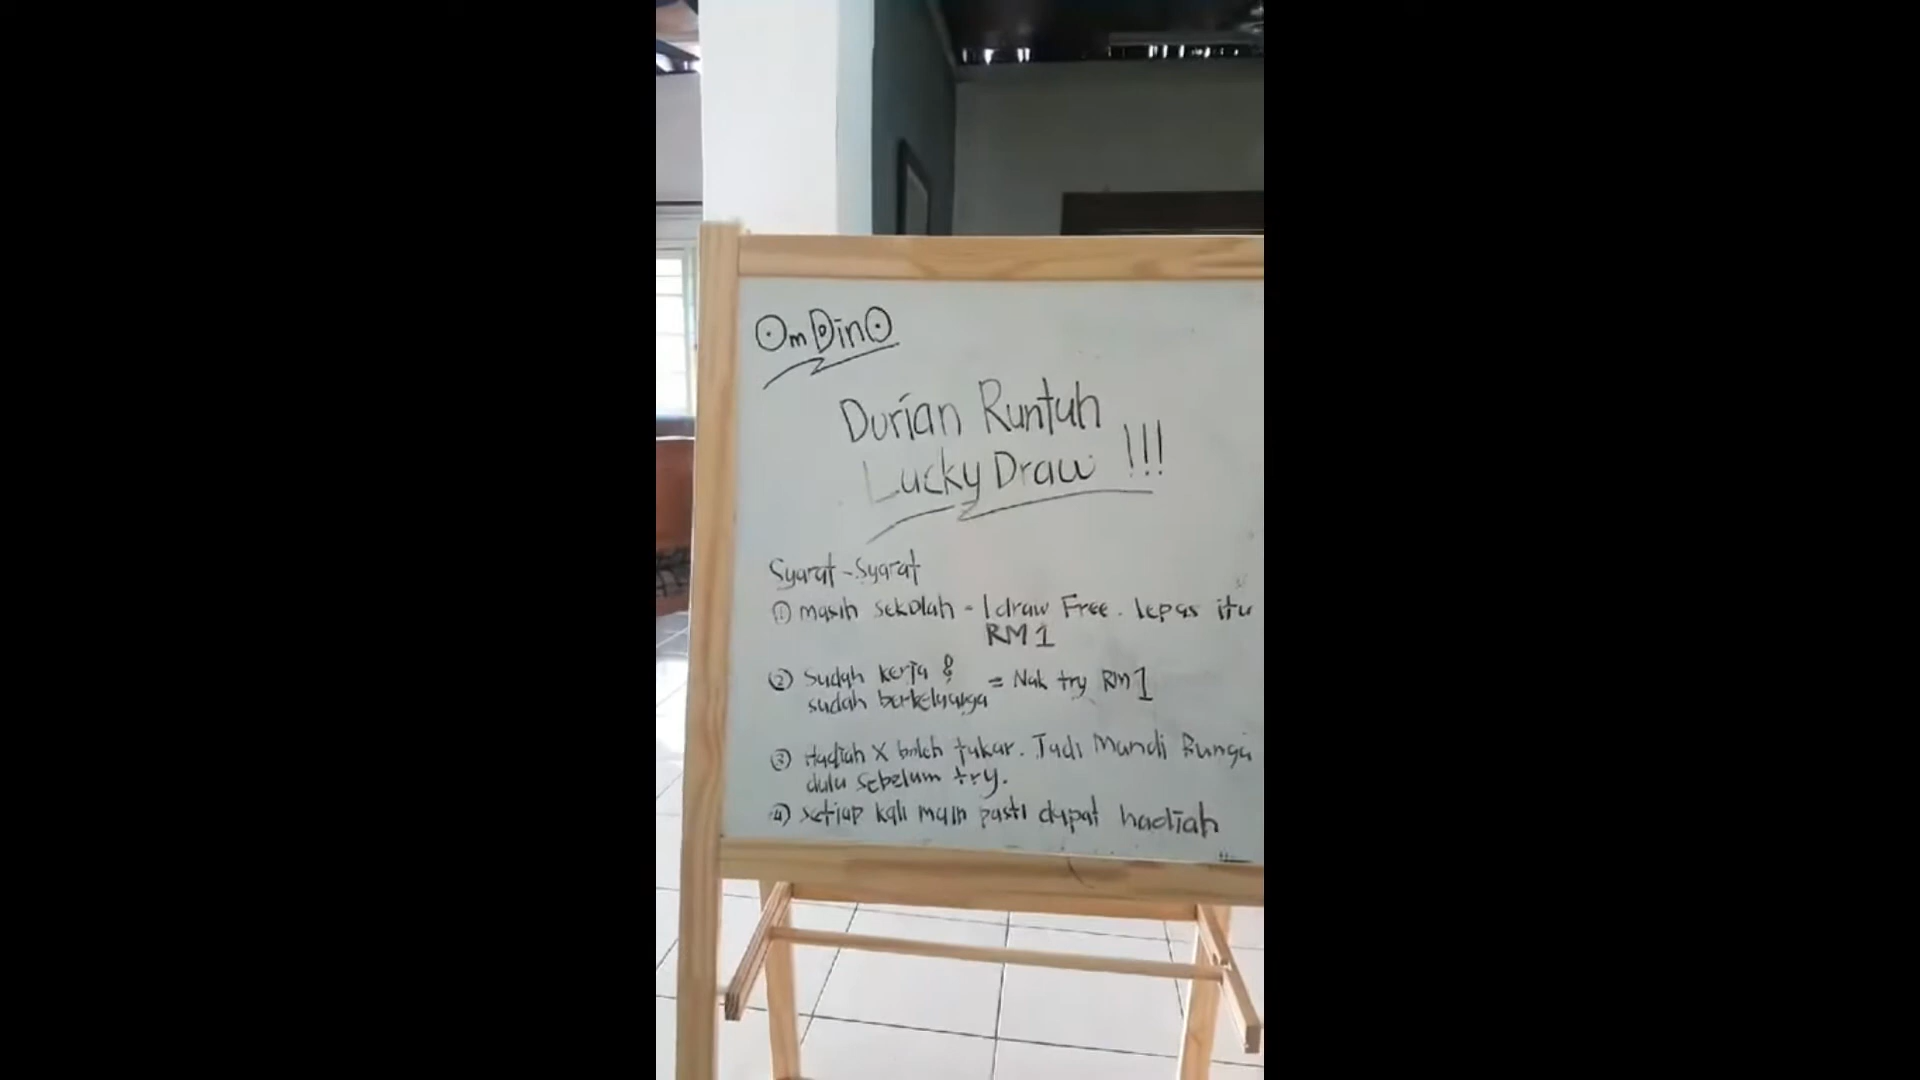 OmDinO
Durian Runtuh
Lucky Draw !!!
Syarat-Syarat
① masih sekolah - 1 draw Free. lepas itu
RM 1
② Sudah kerja &
sudah berkeluarga = Nak try RM 1
③ Hadiah X boleh tukar. Jadi Mandi Bunga
dulu sebelum try.
④ setiap kali main pasti dapat hadiah